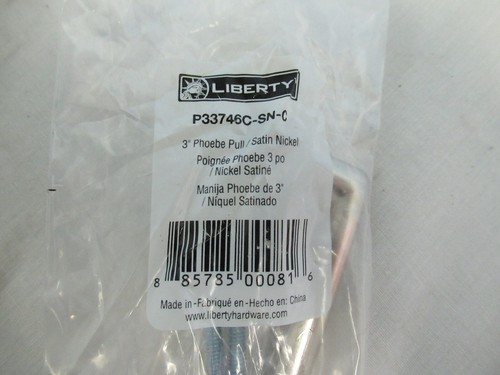 LIBERTY
P33746C-SN-C
3" Phoebe Pull / Satin Nickel
Poignée Phoebe 3 po
/ Nickel Satiné
Manija Phoebe de 3"
/ Níquel Satinado
8 85785 00081 6
Made in - Fabriqué en - Hecho en: China
www.libertyhardware.com